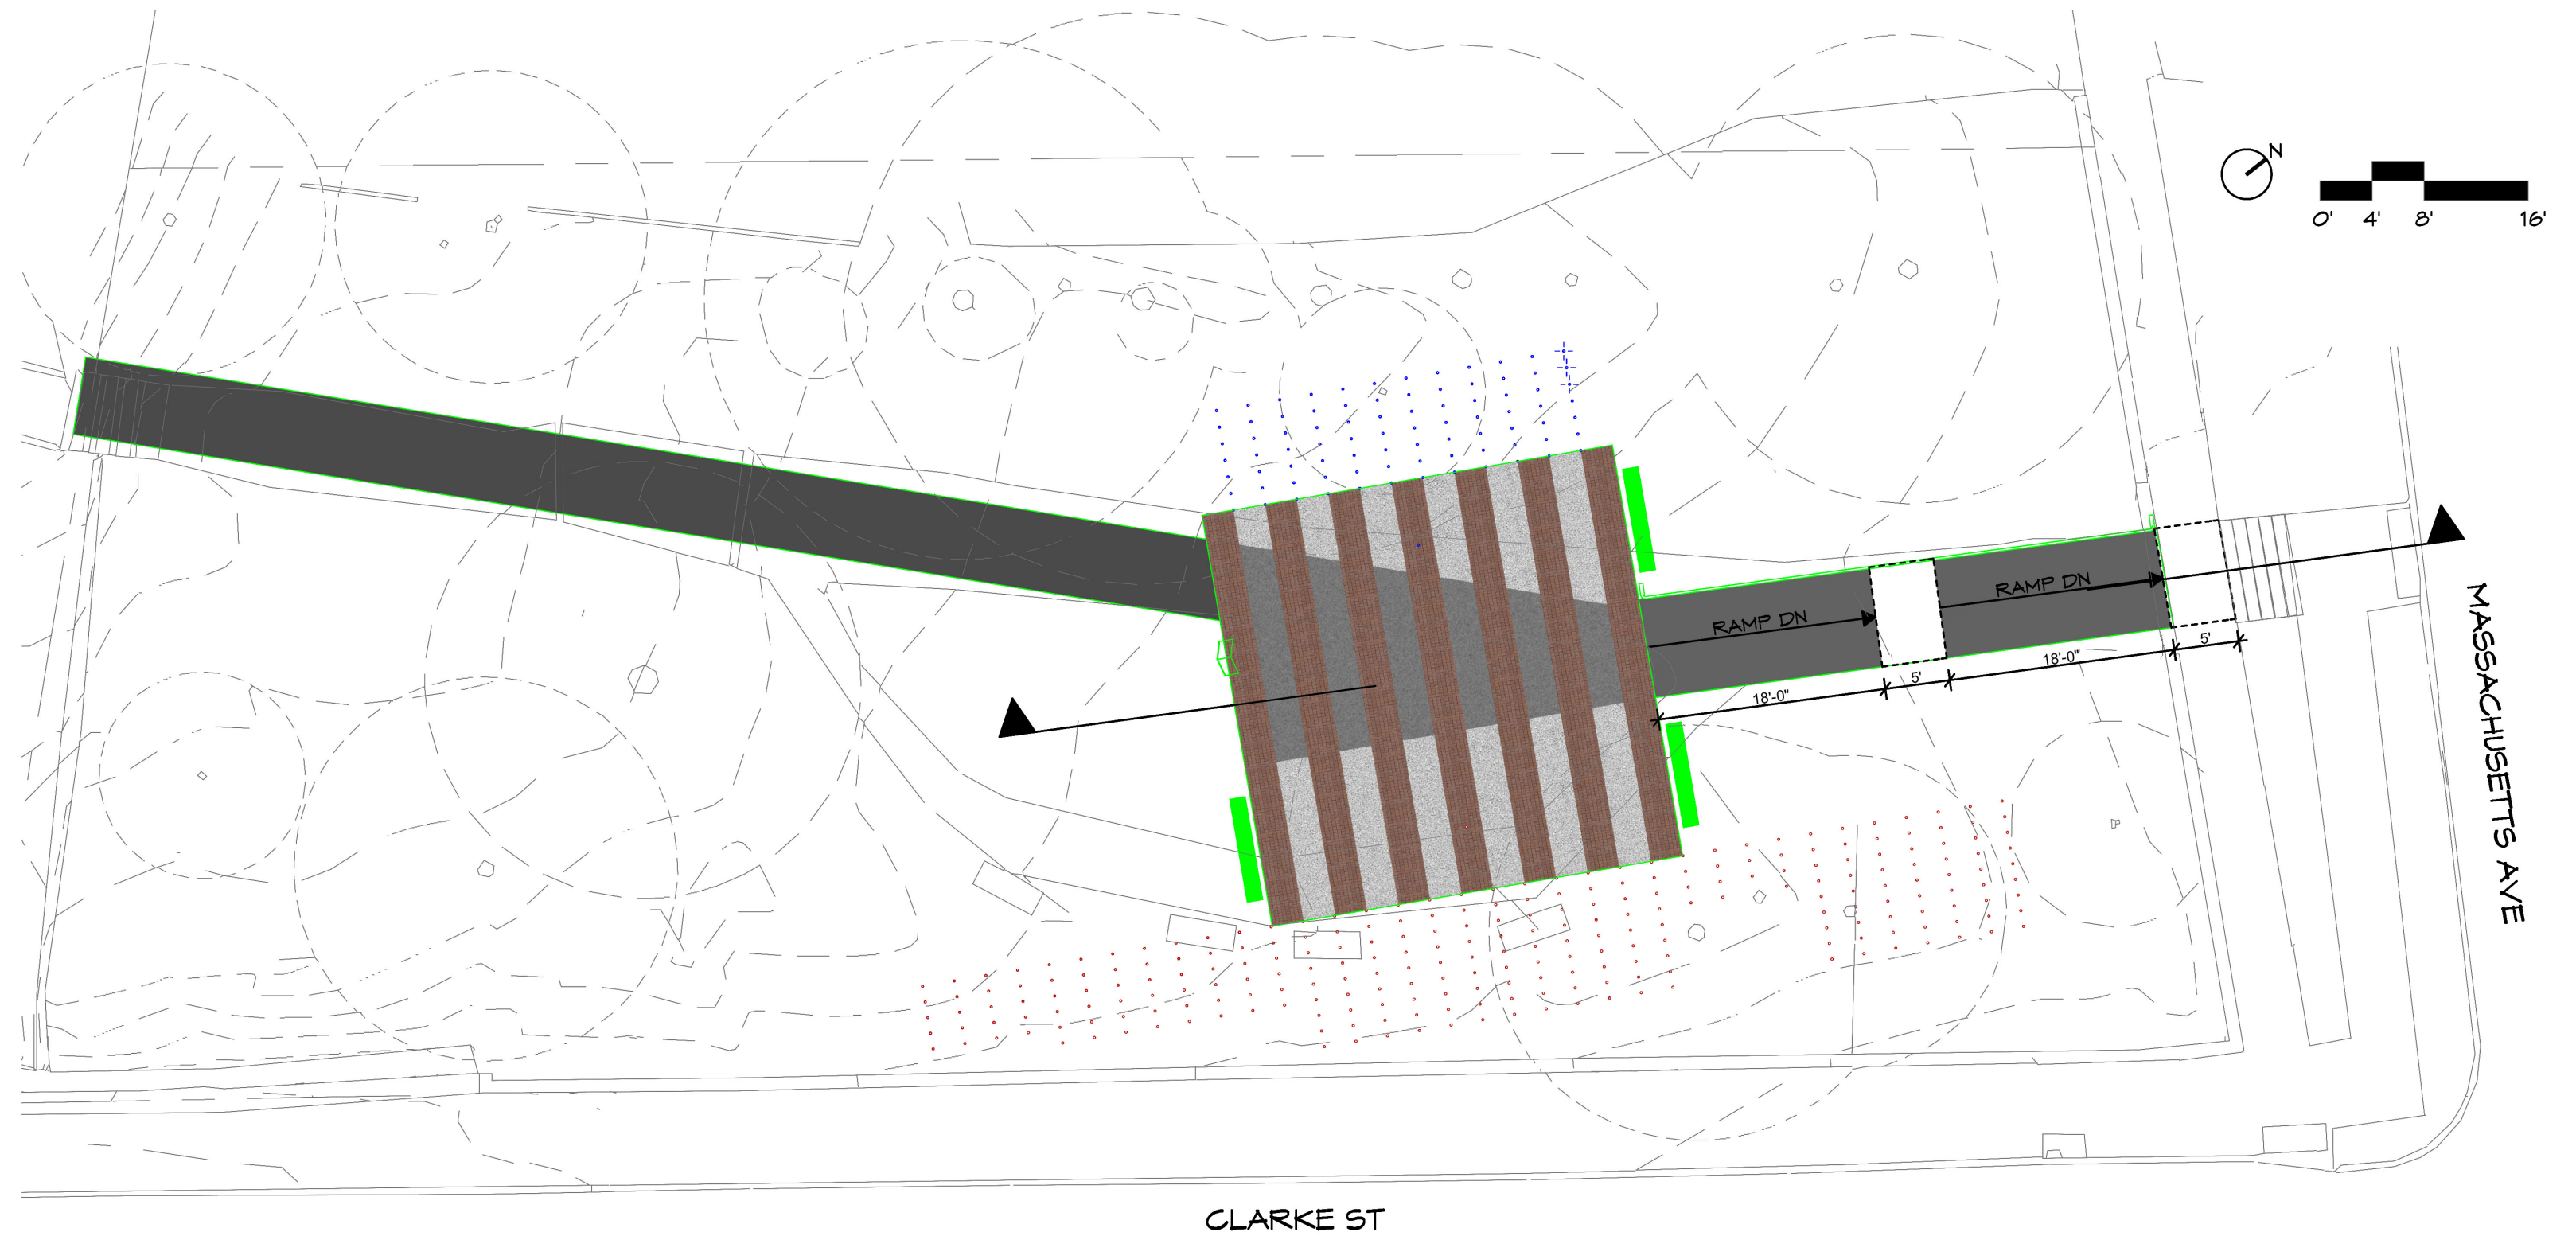 N
0' 4' 8' 16'
RAMP DN
RAMP DN
18'-0"
5'
18'-0"
5'
MASSACHUSETTS AVE
CLARKE ST